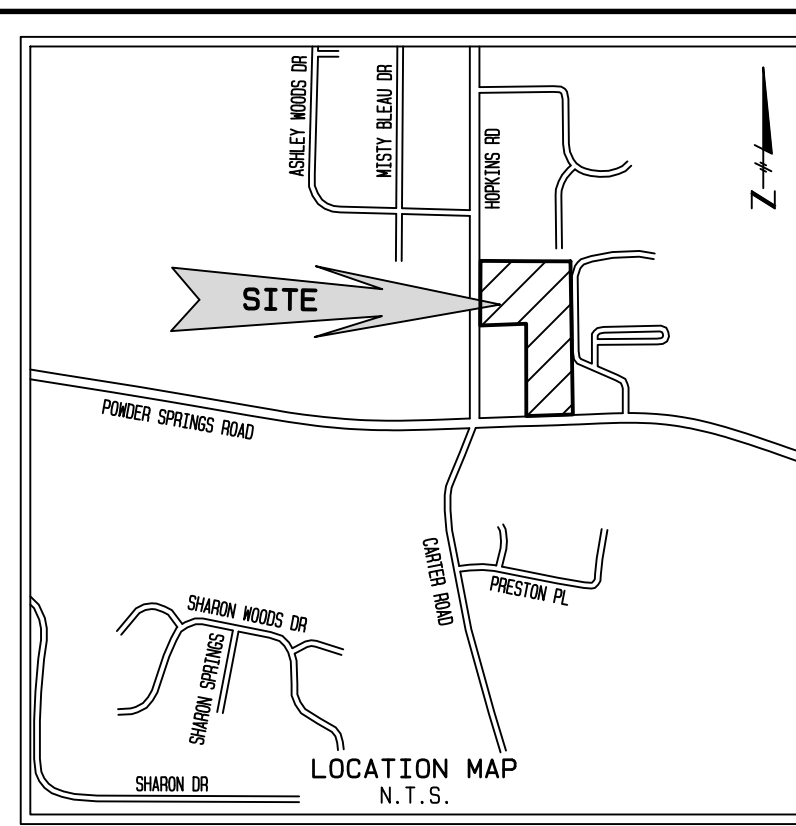 ASHLEY WOODS DR
MISTY BLEAU DR
HOPKINS RD
N
SITE
POWDER SPRINGS ROAD
CARTER ROAD
PRESTON PL
SHARON WOODS DR
SHARON SPRINGS
SHARON DR
LOCATION MAP
N.T.S.